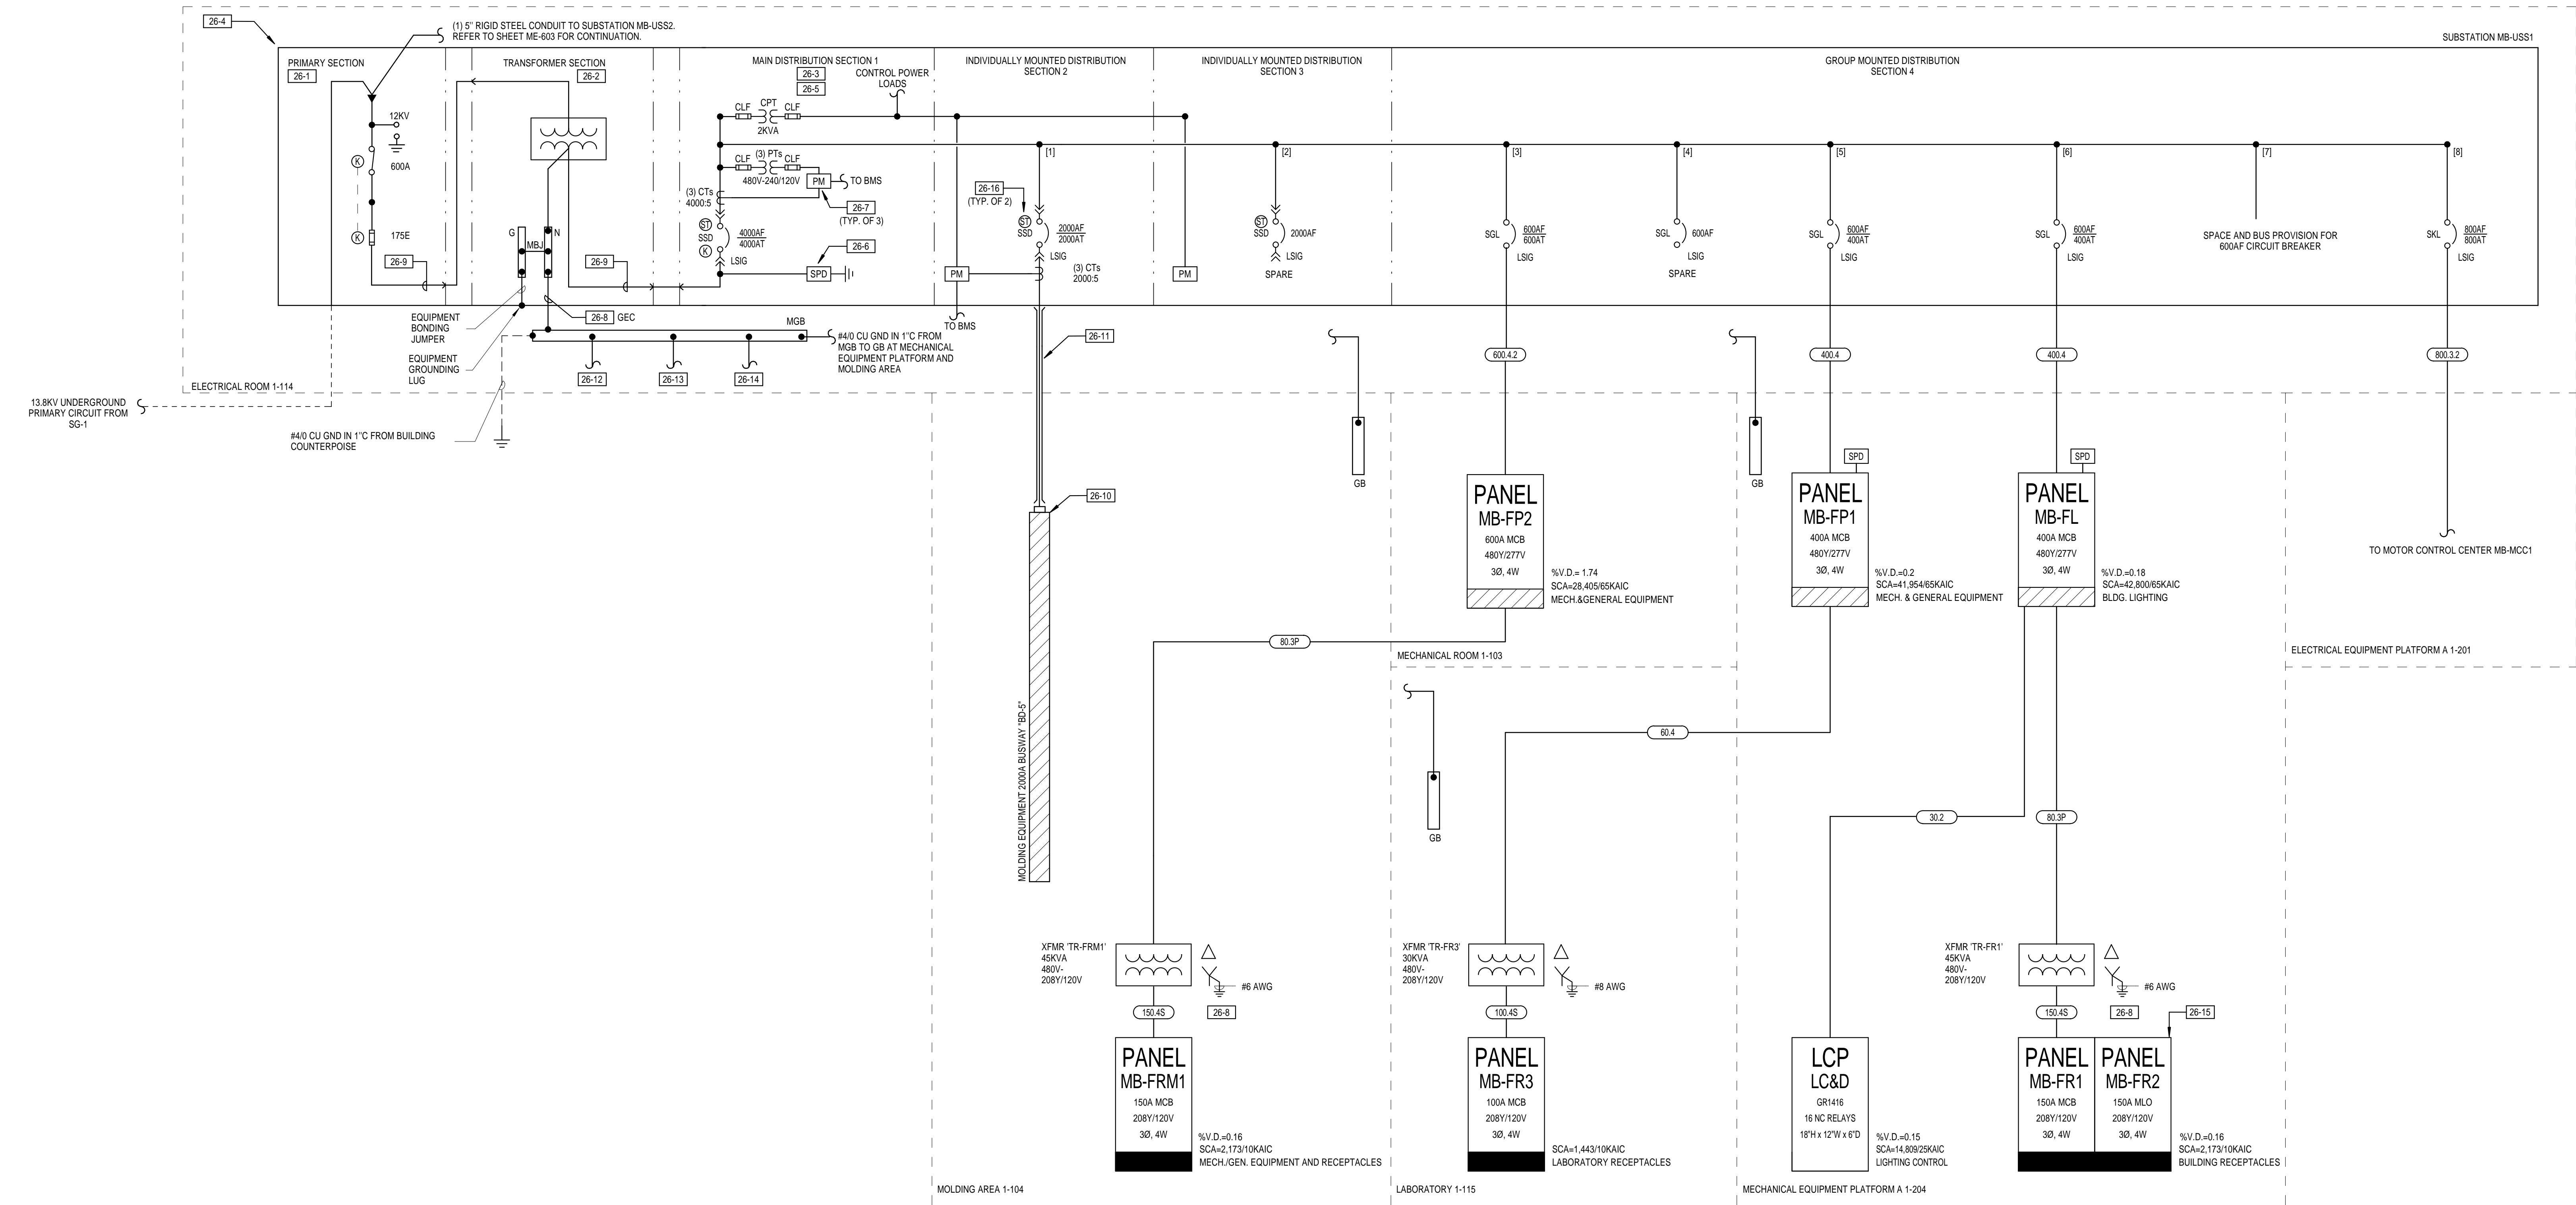 26-4
(1) 5" RIGID STEEL CONDUIT TO SUBSTATION MB-USS2.
REFER TO SHEET ME-603 FOR CONTINUATION.
SUBSTATION MB-USS1
PRIMARY SECTION
26-1
TRANSFORMER SECTION
26-2
MAIN DISTRIBUTION SECTION 1
26-3
26-5
CONTROL POWER
LOADS
INDIVIDUALLY MOUNTED DISTRIBUTION
SECTION 2
INDIVIDUALLY MOUNTED DISTRIBUTION
SECTION 3
GROUP MOUNTED DISTRIBUTION
SECTION 4
12KV
K
600A
K
175E
26-9
G
MBJ
N
26-9
CLF
CPT
CLF
2KVA
(3) PTs
CLF
CLF
480V-240/120V
PM
TO BMS
(3) CTs
4000:5
26-7
(TYP. OF 3)
ST
SSD
K
4000AF
4000AT
LSIG
26-6
SPD
[1]
26-16
(TYP. OF 2)
ST
SSD
2000AF
2000AT
LSIG
PM
(3) CTs
2000:5
TO BMS
[2]
ST
SSD
2000AF
LSIG
SPARE
PM
[3]
SGL
600AF
600AT
LSIG
[4]
SGL
600AF
LSIG
SPARE
[5]
SGL
600AF
400AT
LSIG
[6]
SGL
600AF
400AT
LSIG
[7]
SPACE AND BUS PROVISION FOR
600AF CIRCUIT BREAKER
[8]
SKL
800AF
800AT
LSIG
EQUIPMENT
BONDING
JUMPER
EQUIPMENT
GROUNDING
LUG
26-8
GEC
MGB
#4/0 CU GND IN 1"C FROM
MGB TO GB AT MECHANICAL
EQUIPMENT PLATFORM AND
MOLDING AREA
26-12
26-13
26-14
26-11
600.4.2
400.4
400.4
800.3.2
ELECTRICAL ROOM 1-114
13.8KV UNDERGROUND
PRIMARY CIRCUIT FROM
SG-1
#4/0 CU GND IN 1"C FROM BUILDING
COUNTERPOISE
26-10
GB
GB
SPD
SPD
PANEL
MB-FP2
600A MCB
480Y/277V
3Ø, 4W
%V.D.= 1.74
SCA=28,405/65KAIC
MECH.&GENERAL EQUIPMENT
PANEL
MB-FP1
400A MCB
480Y/277V
3Ø, 4W
%V.D.=0.2
SCA=41,954/65KAIC
MECH. & GENERAL EQUIPMENT
PANEL
MB-FL
400A MCB
480Y/277V
3Ø, 4W
%V.D.=0.18
SCA=42,800/65KAIC
BLDG. LIGHTING
TO MOTOR CONTROL CENTER MB-MCC1
80.3P
MECHANICAL ROOM 1-103
ELECTRICAL EQUIPMENT PLATFORM A 1-201
MOLDING EQUIPMENT 2000A BUSWAY "BD-5"
60.4
GB
30.2
80.3P
XFMR 'TR-FRM1'
45KVA
480V-
208Y/120V
#6 AWG
150.4S
26-8
XFMR 'TR-FR3'
30KVA
480V-
208Y/120V
#8 AWG
100.4S
XFMR 'TR-FR1'
45KVA
480V-
208Y/120V
#6 AWG
150.4S
26-8
26-15
PANEL
MB-FRM1
150A MCB
208Y/120V
3Ø, 4W
%V.D.=0.16
SCA=2,173/10KAIC
MECH./GEN. EQUIPMENT AND RECEPTACLES
PANEL
MB-FR3
100A MCB
208Y/120V
3Ø, 4W
SCA=1,443/10KAIC
LABORATORY RECEPTACLES
LCP
LC&D
GR1416
16 NC RELAYS
18"H x 12"W x 6"D
%V.D.=0.15
SCA=14,809/25KAIC
LIGHTING CONTROL
PANEL
MB-FR1
150A MCB
208Y/120V
3Ø, 4W
PANEL
MB-FR2
150A MLO
208Y/120V
3Ø, 4W
%V.D.=0.16
SCA=2,173/10KAIC
BUILDING RECEPTACLES
MOLDING AREA 1-104
LABORATORY 1-115
MECHANICAL EQUIPMENT PLATFORM A 1-204